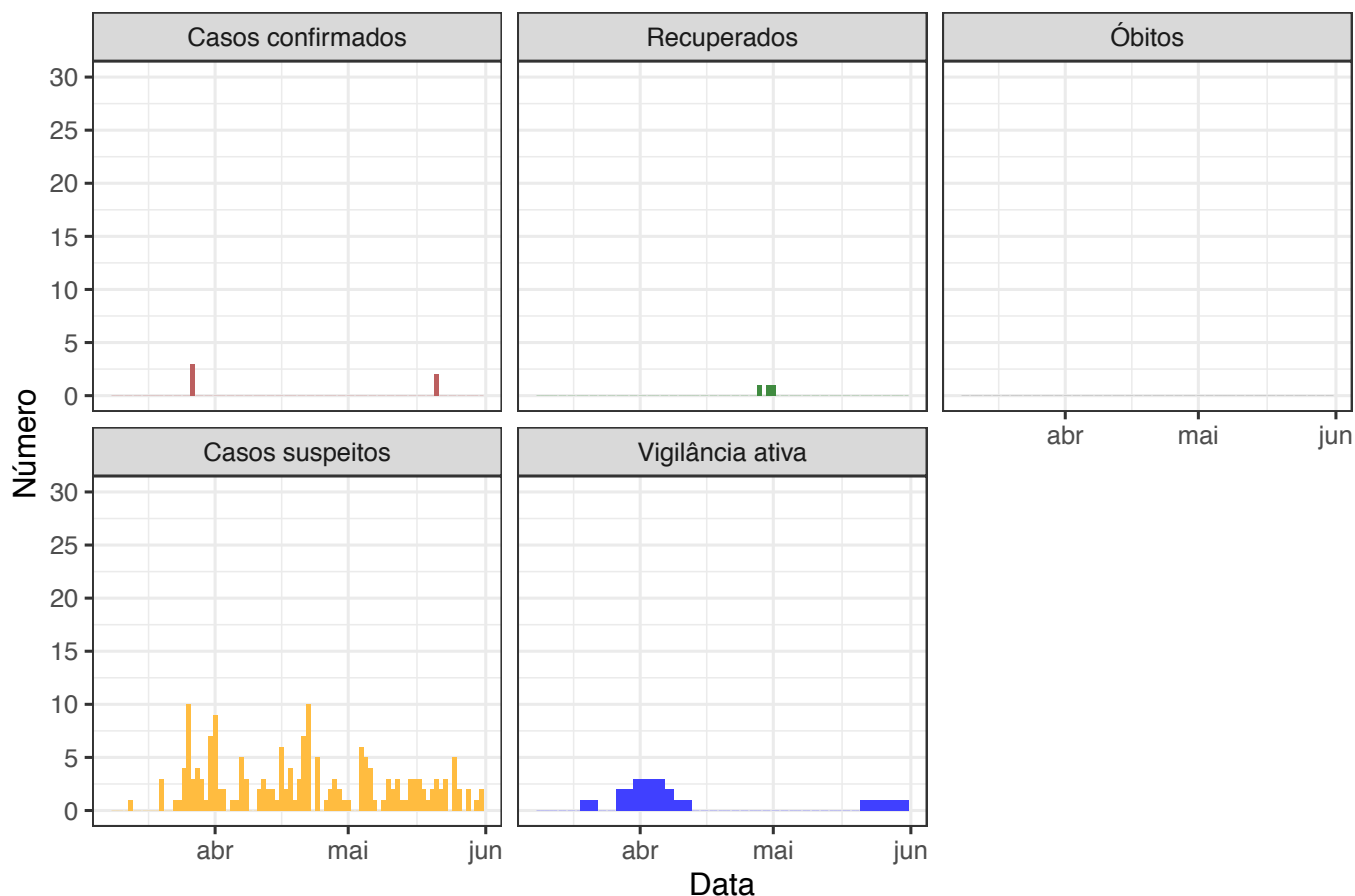 Casos confirmados
Recuperados
Óbitos
30
25
20
15
10
5
0
abr mai jun
Casos suspeitos
Vigilância ativa
30
25
20
15
10
5
0
abr mai jun
abr mai jun
Número
Data